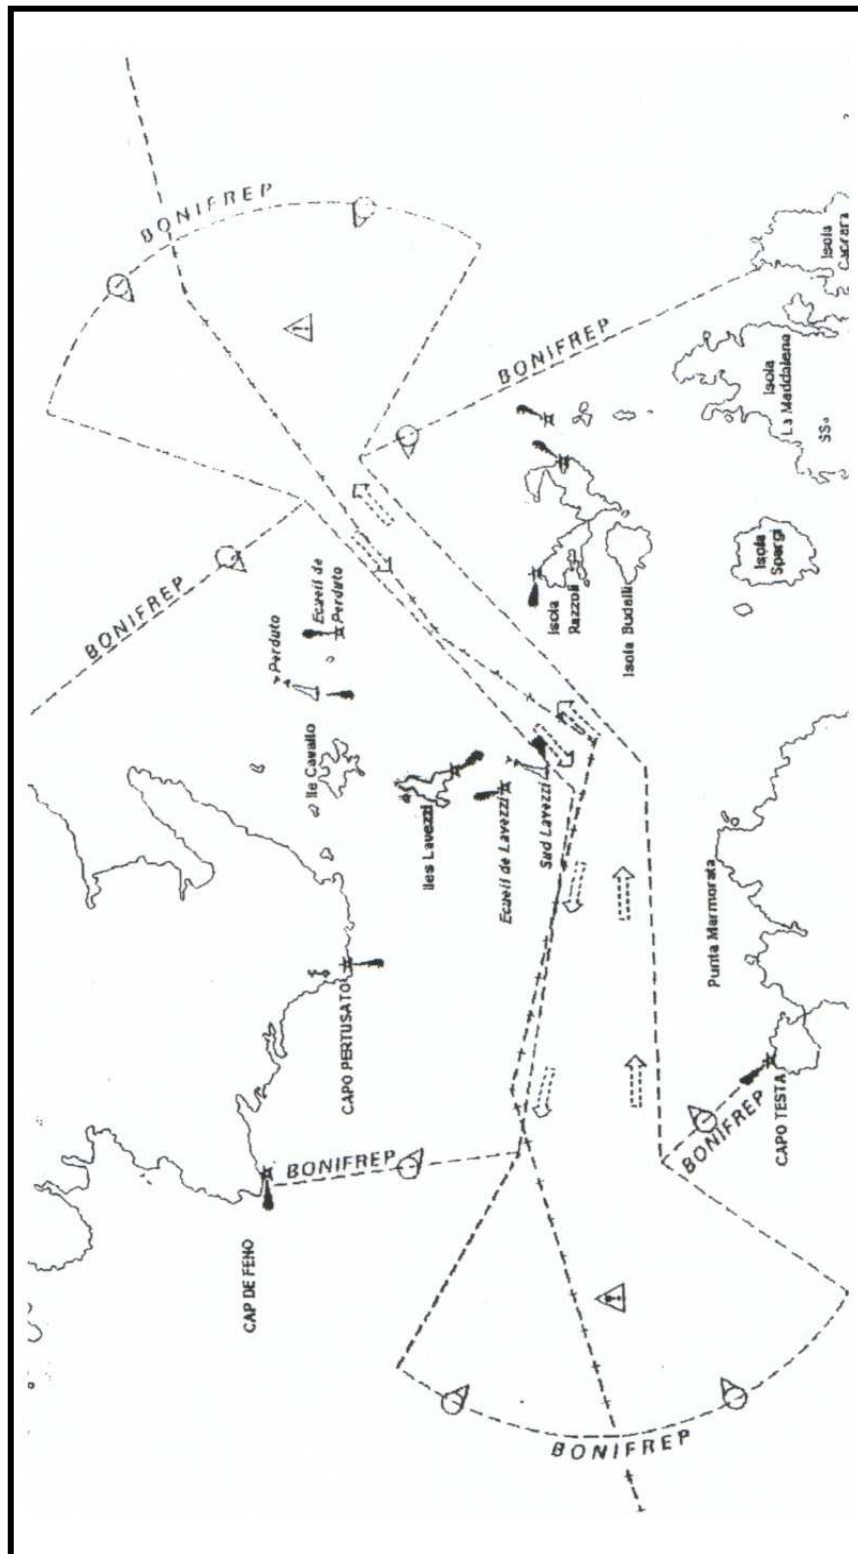 BONIFREP
BONIFREP
CAP DE FENO
Perduto
Ile Cavallo
Ecueil de
Perduto
BONIFREP
CAPO PERTUSATO
Iles Lavezzi
Ecueil de Lavezzi
Sud Lavezzi
BONIFREP
Isola
Razzoli
BONIFREP
Isola Budalli
Punta Marmorata
BONIFREP
Isola
Spargi
Isola
La Maddalena
CAPO TESTA
Isola
Caprera